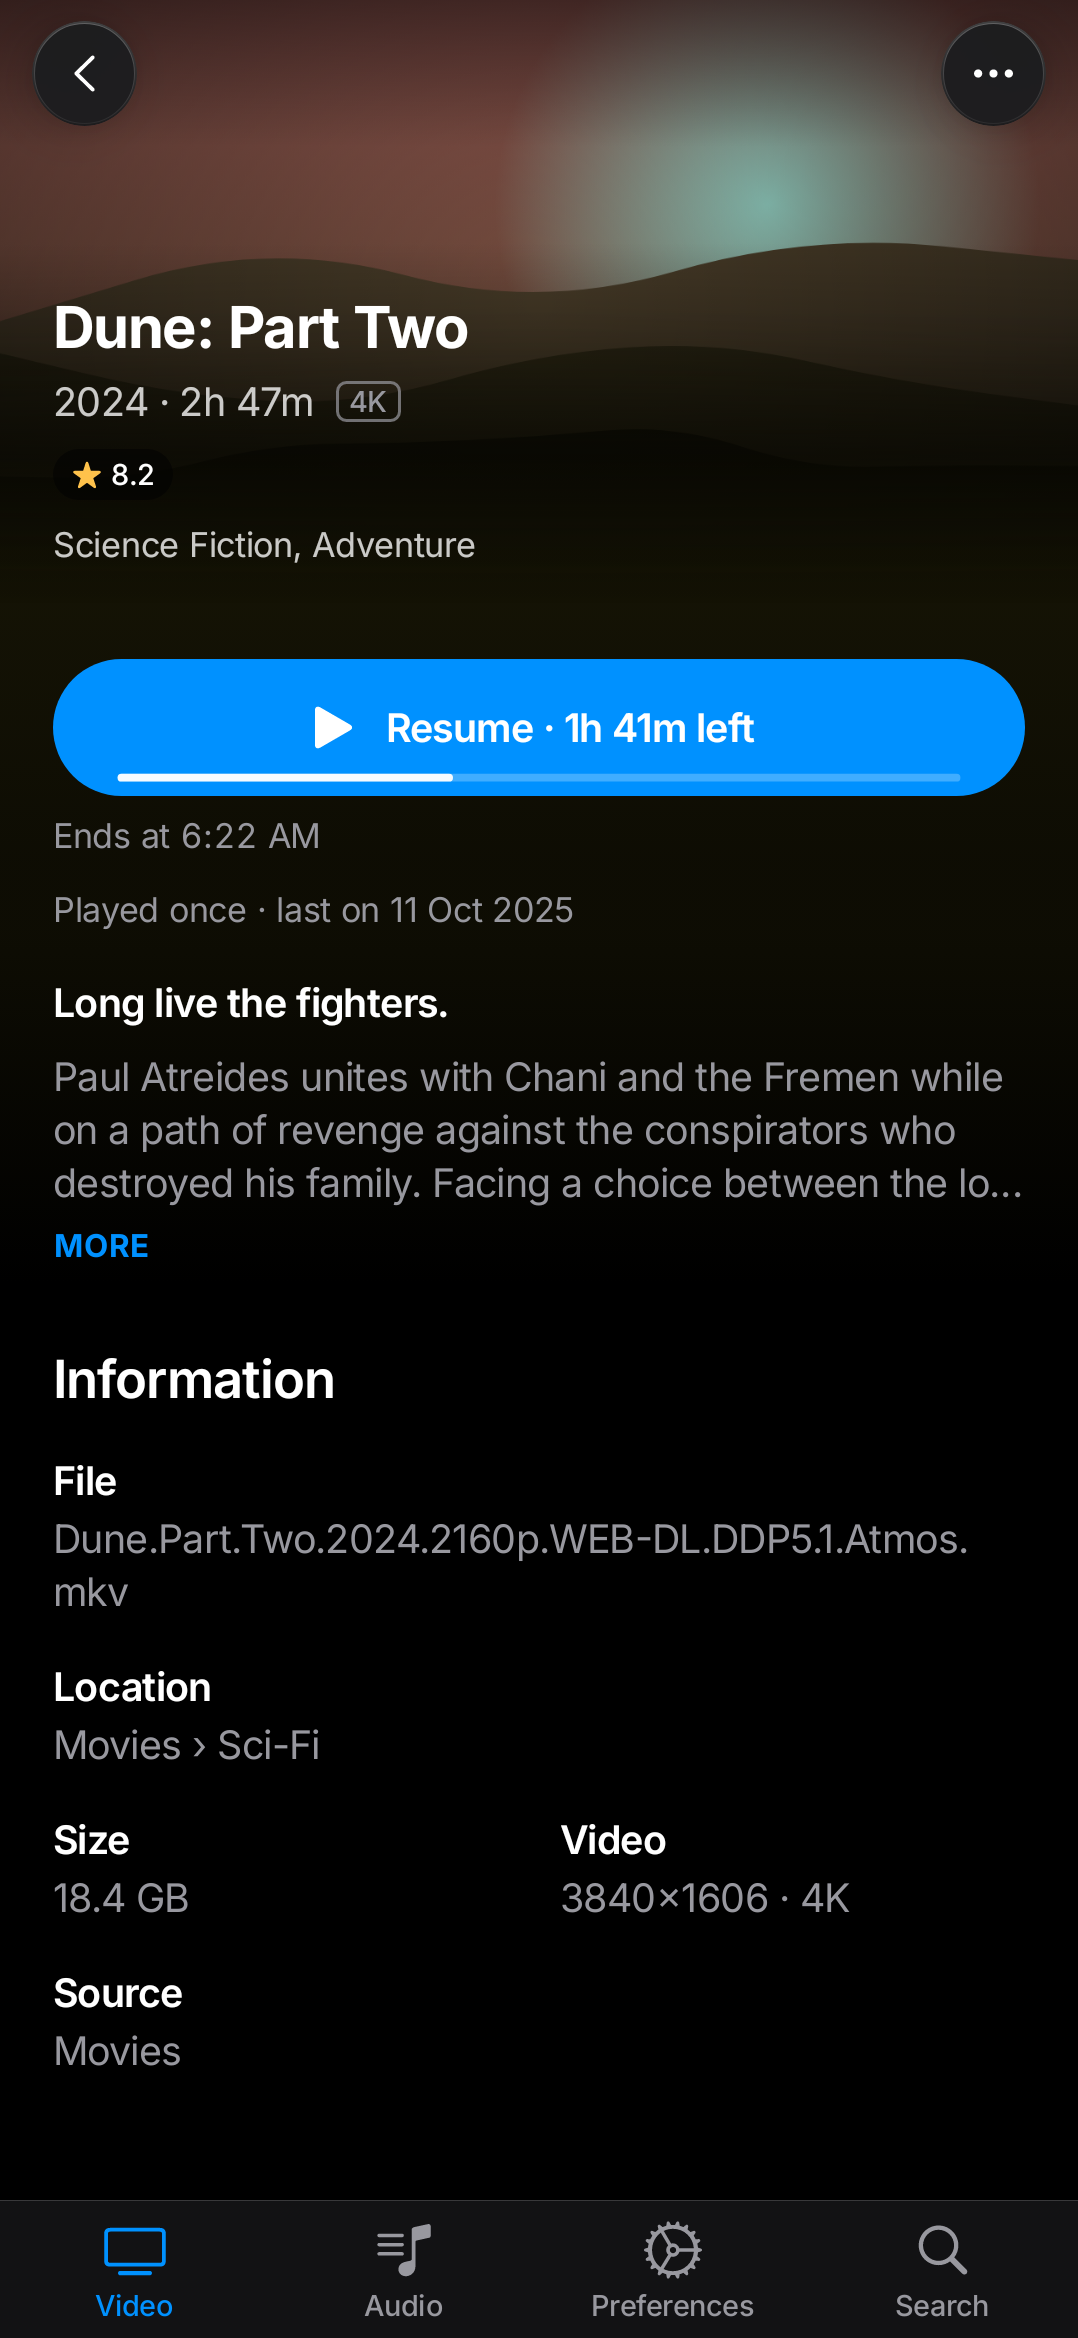 Dune: Part Two
2024 · 2h 47m 4K
8.2
Science Fiction, Adventure
Resume · 1h 41m left
Ends at 6:22 AM
Played once · last on 11 Oct 2025
Long live the fighters.
Paul Atreides unites with Chani and the Fremen while
on a path of revenge against the conspirators who
destroyed his family. Facing a choice between the lo...
MORE
Information
File
Dune.Part.Two.2024.2160p.WEB-DL.DDP5.1.Atmos.
mkv
Location
Movies › Sci-Fi
Size
18.4 GB
Video
3840×1606 · 4K
Source
Movies
Video
Audio
Preferences
Search